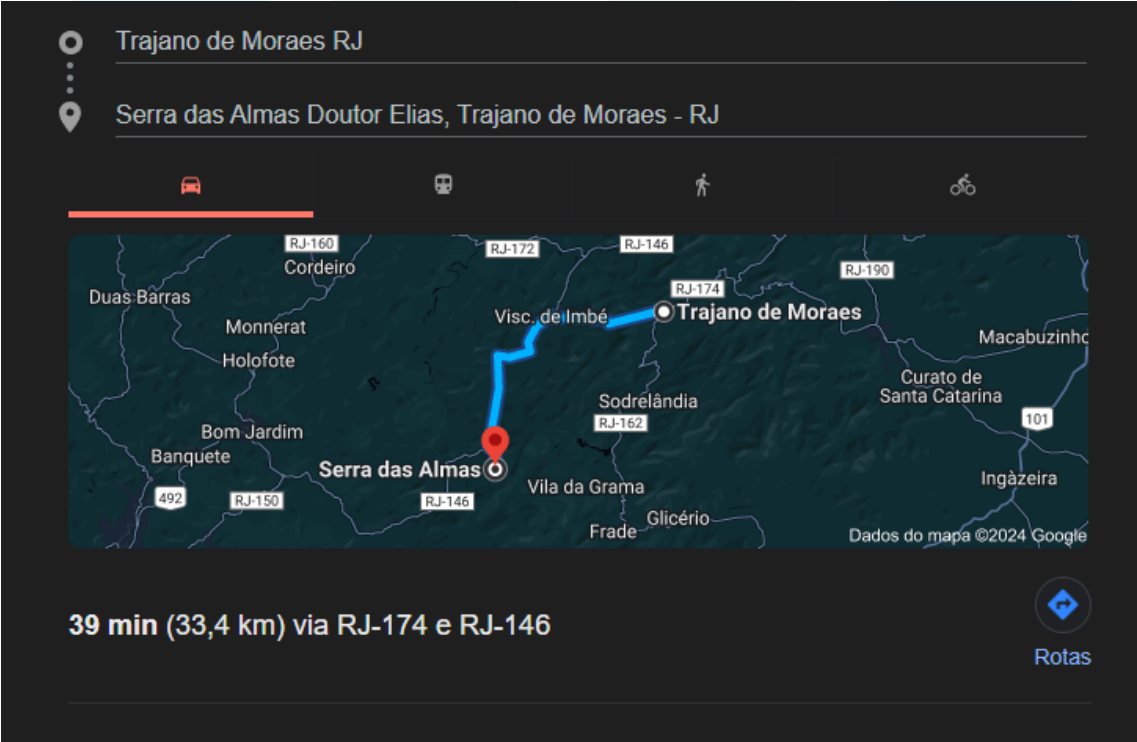 Trajano de Moraes RJ
Serra das Almas Doutor Elias, Trajano de Moraes - RJ
RJ-160
RJ-172
RJ-146
Cordeiro
RJ-190
RJ-174
Duas Barras
Visc. de Imbé
Trajano de Moraes
Monnerat
Macabuzinho
Holofote
Curato de
Santa Catarina
Sodrelândia
RJ-162
101
Bom Jardim
Banquete
Serra das Almas
Ingàzeira
Vila da Grama
492
RJ-150
RJ-146
Glicério
Frade
Dados do mapa ©2024 Google
39 min (33,4 km) via RJ-174 e RJ-146
Rotas